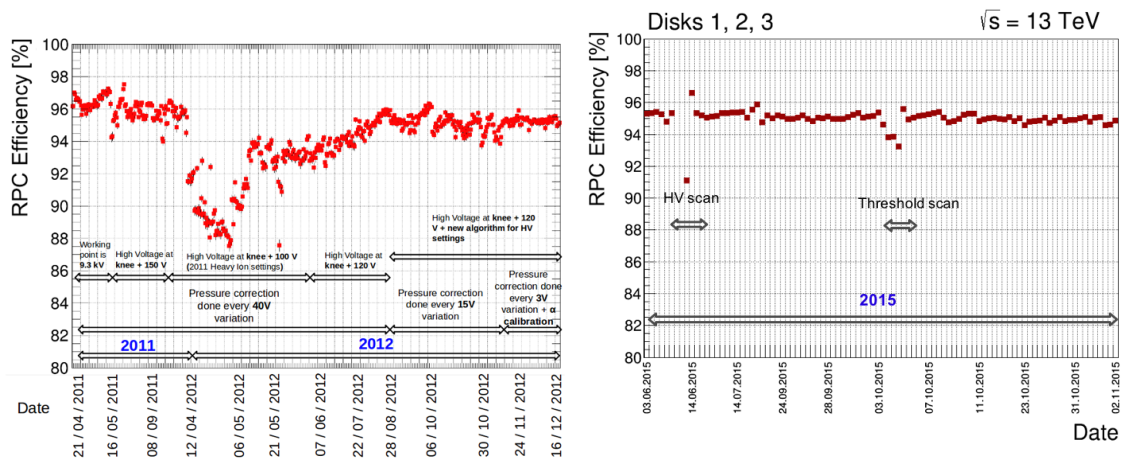 RPC Efficiency [%]
100
98
96
94
92
90
88
86
84
82
80
Working
point is
9.3 kV
High Voltage at
knee + 150 V
High Voltage at knee + 100 V
(2011 Heavy Ion settings)
High Voltage at
knee + 120 V
High Voltage at knee + 120
V + new algorithm for HV
settings
Pressure correction
done every 40V
variation
Pressure correction
done every 15V
variation
Pressure
correction done
every 3V
variation + α
calibration
2011
2012
Date
21 / 04 / 2011
16 / 05 / 2011
08 / 09 / 2011
12 / 04 / 2012
06 / 05 / 2012
21 / 05 / 2012
07 / 06 / 2012
22 / 07 / 2012
28 / 08 / 2012
06 / 10 / 2012
30 / 10 / 2012
24 / 11 / 2012
16 / 12 / 2012
Disks 1, 2, 3
√s = 13 TeV
RPC Efficiency [%]
100
98
96
94
92
90
88
86
84
82
80
HV scan
Threshold scan
2015
03.06.2015
14.06.2015
14.07.2015
24.09.2015
28.09.2015
03.10.2015
07.10.2015
11.10.2015
23.10.2015
31.10.2015
02.11.2015
Date